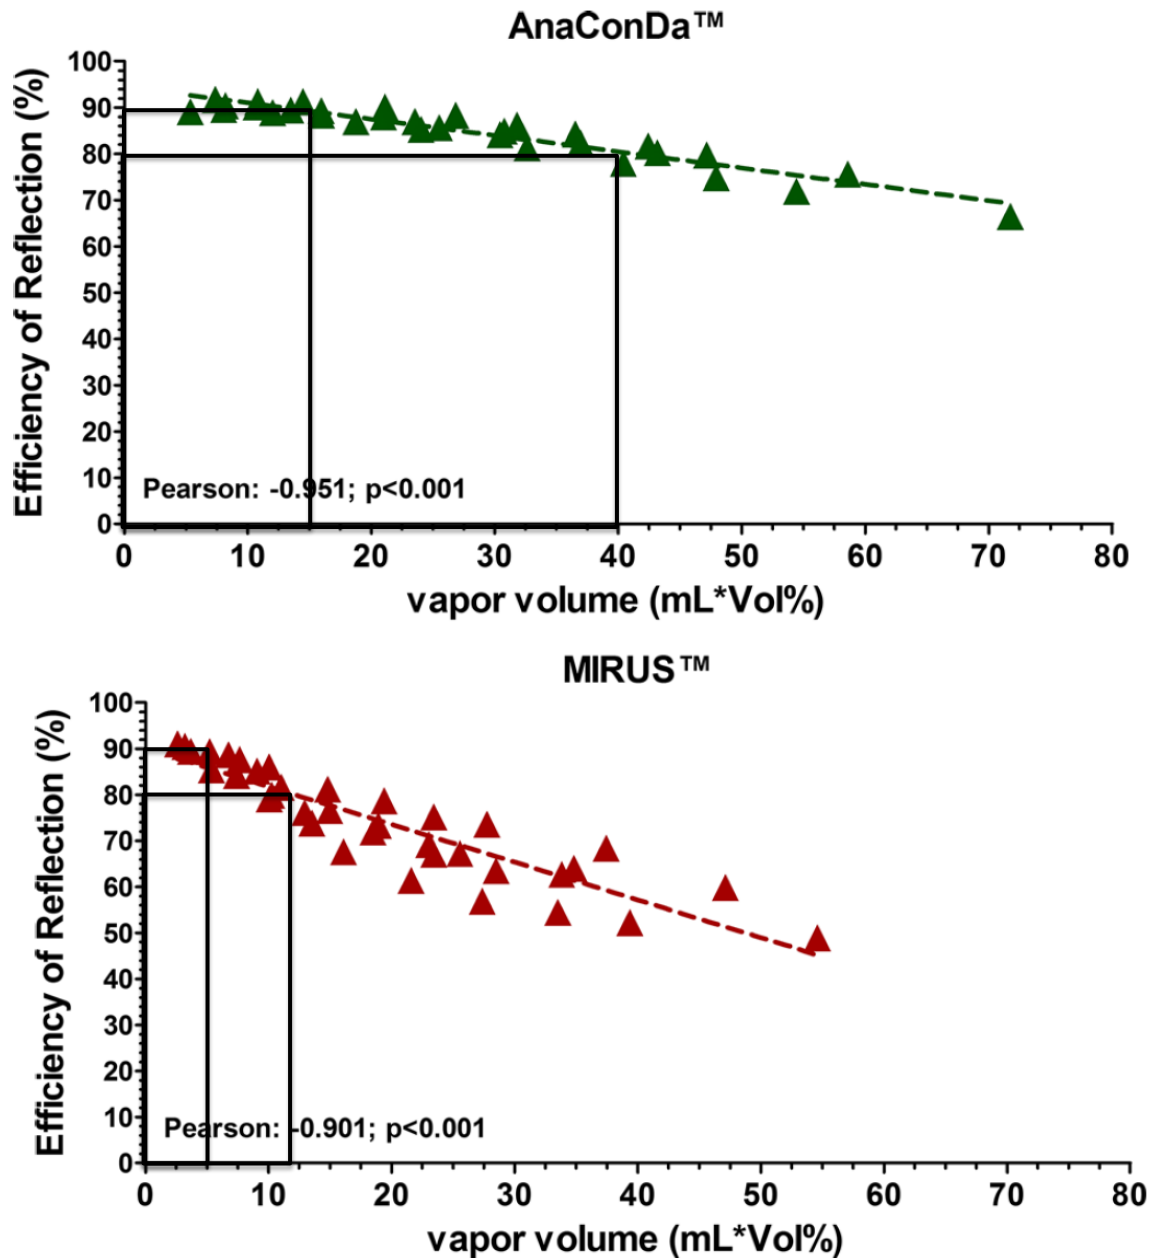 AnaConDa™
Efficiency of Reflection (%)
100
90
80
70
60
50
40
30
20
10
0
Pearson: -0.951; p<0.001
0 10 20 30 40 50 60 70 80
vapor volume (mL*Vol%)
MIRUS™
Efficiency of Reflection (%)
100
90
80
70
60
50
40
30
20
10
0
Pearson: -0.901; p<0.001
0 10 20 30 40 50 60 70 80
vapor volume (mL*Vol%)